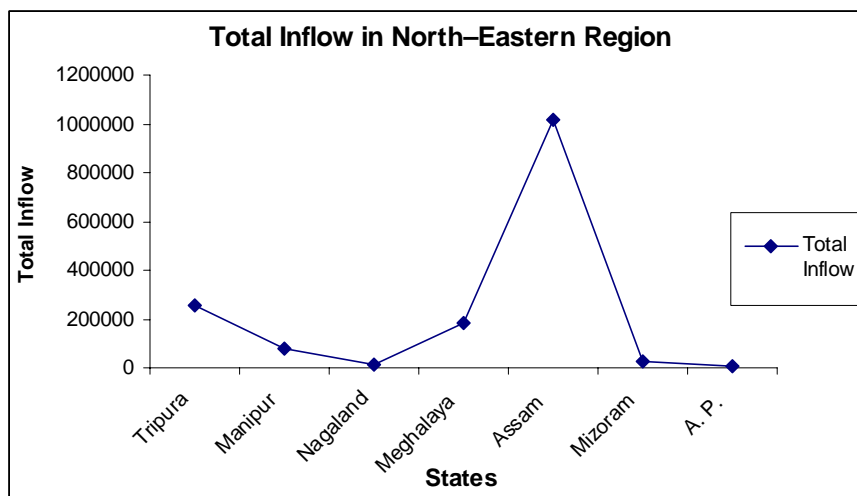 Total Inflow in North–Eastern Region
1200000
1000000
800000
600000
400000
200000
0
Total Inflow
Tripura
Manipur
Nagaland
Meghalaya
Assam
Mizoram
A. P.
States
Total
Inflow